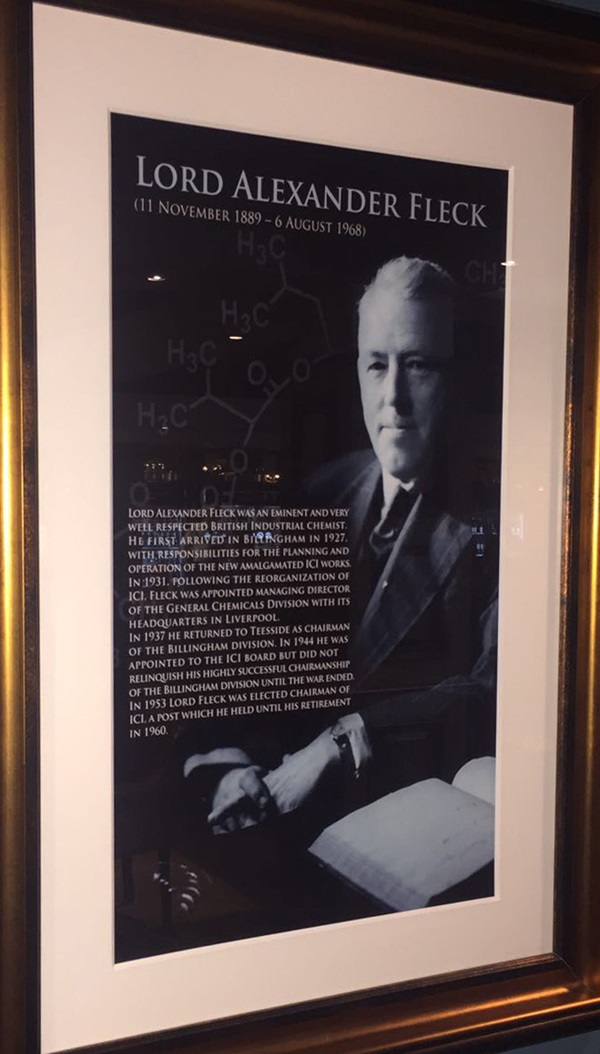 LORD ALEXANDER FLECK
(11 NOVEMBER 1889 – 6 AUGUST 1968)
H₃C
CH₃
H₃C
H₃C
O
O
H₃C
O
O
LORD ALEXANDER FLECK WAS AN EMINENT AND VERY
WELL RESPECTED BRITISH INDUSTRIAL CHEMIST.
HE FIRST ARRIVED IN BILLINGHAM IN 1927,
WITH RESPONSIBILITIES FOR THE PLANNING AND
OPERATION OF THE NEW AMALGAMATED ICI WORKS.
IN 1931, FOLLOWING THE REORGANIZATION OF
ICI, FLECK WAS APPOINTED MANAGING DIRECTOR
OF THE GENERAL CHEMICALS DIVISION WITH ITS
HEADQUARTERS IN LIVERPOOL.
IN 1937 HE RETURNED TO TEESSIDE AS CHAIRMAN
OF THE BILLINGHAM DIVISION. IN 1944 HE WAS
APPOINTED TO THE ICI BOARD BUT DID NOT
RELINQUISH HIS HIGHLY SUCCESSFUL CHAIRMANSHIP
OF THE BILLINGHAM DIVISION UNTIL THE WAR ENDED.
IN 1953 LORD FLECK WAS ELECTED CHAIRMAN OF
ICI, A POST WHICH HE HELD UNTIL HIS RETIREMENT
IN 1960.